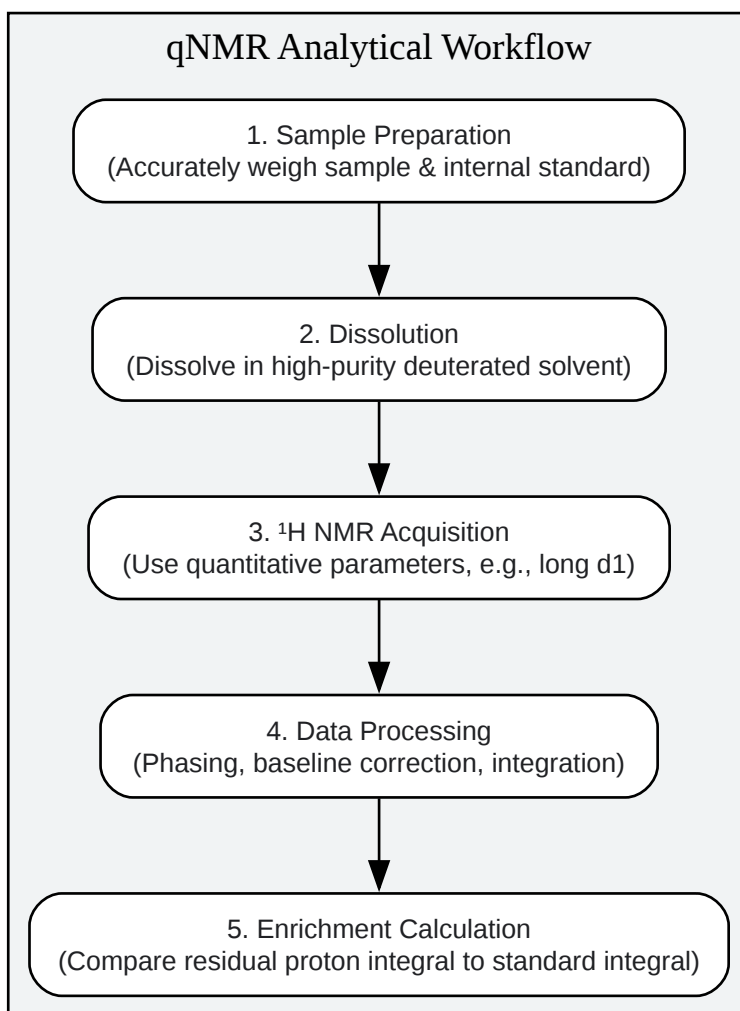 qNMR Analytical Workflow
1. Sample Preparation
(Accurately weigh sample & internal standard)
2. Dissolution
(Dissolve in high-purity deuterated solvent)
3. ¹H NMR Acquisition
(Use quantitative parameters, e.g., long d1)
4. Data Processing
(Phasing, baseline correction, integration)
5. Enrichment Calculation
(Compare residual proton integral to standard integral)